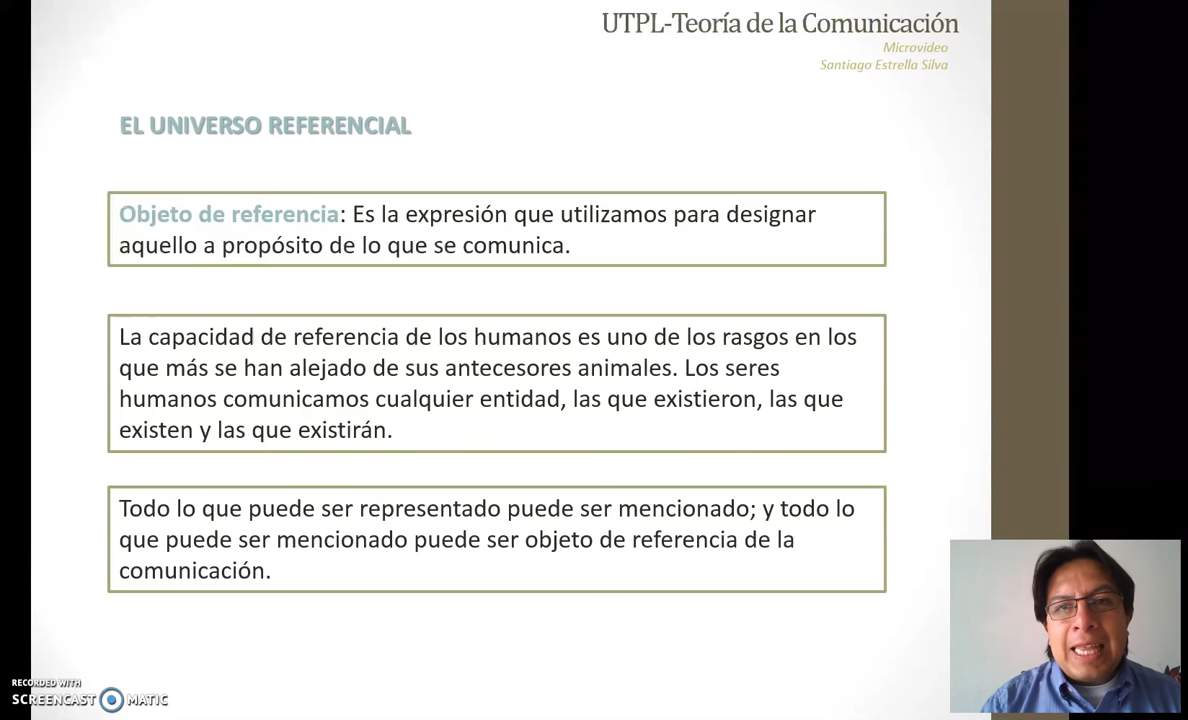 UTPL-Teoría de la Comunicación
Microvideo
Santiago Estrella Silva
EL UNIVERSO REFERENCIAL
Objeto de referencia: Es la expresión que utilizamos para designar
aquello a propósito de lo que se comunica.
La capacidad de referencia de los humanos es uno de los rasgos en los
que más se han alejado de sus antecesores animales. Los seres
humanos comunicamos cualquier entidad, las que existieron, las que
existen y las que existirán.
Todo lo que puede ser representado puede ser mencionado; y todo lo
que puede ser mencionado puede ser objeto de referencia de la
comunicación.
RECORDED WITH
SCREENCAST MATIC